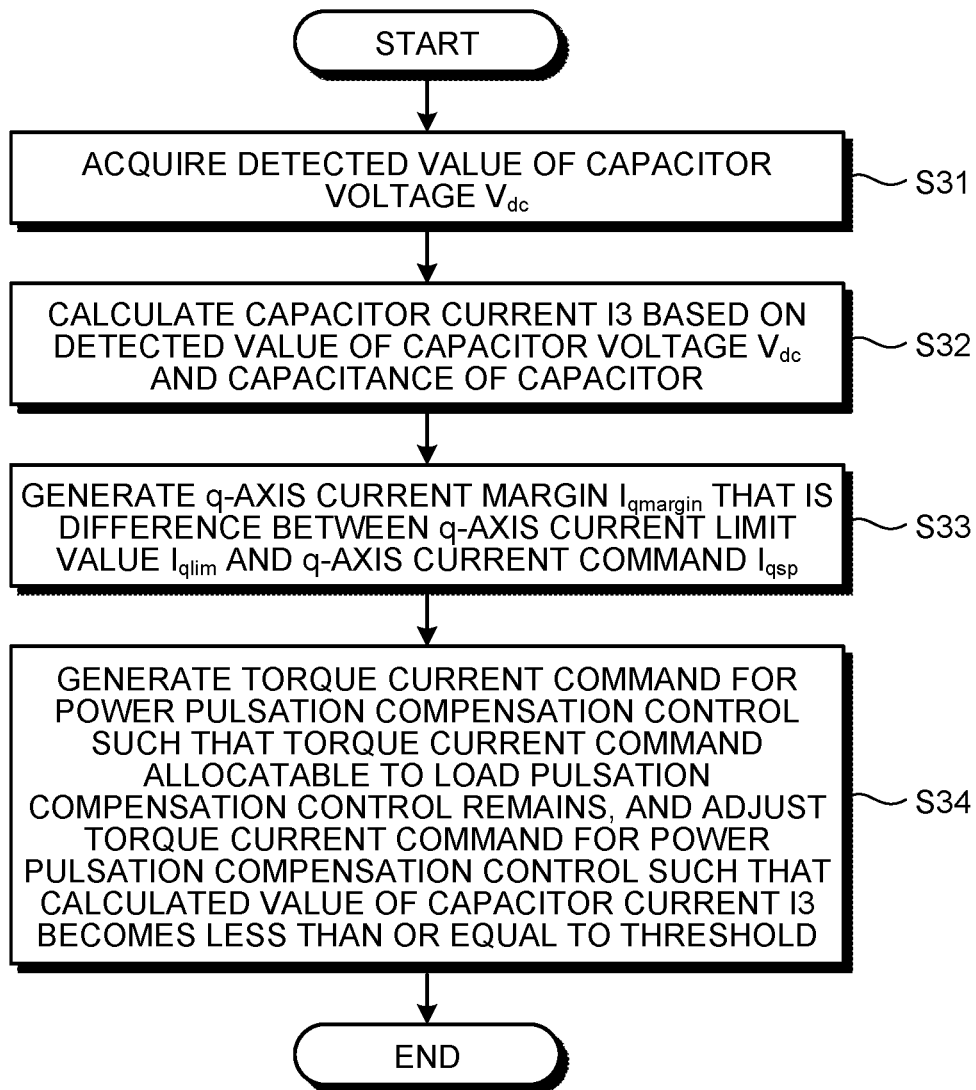 START
ACQUIRE DETECTED VALUE OF CAPACITOR
VOLTAGE Vdc
S31
CALCULATE CAPACITOR CURRENT I3 BASED ON
DETECTED VALUE OF CAPACITOR VOLTAGE Vdc
AND CAPACITANCE OF CAPACITOR
S32
GENERATE q-AXIS CURRENT MARGIN Iqmargin THAT IS
DIFFERENCE BETWEEN q-AXIS CURRENT LIMIT
VALUE Iqlim AND q-AXIS CURRENT COMMAND Iqsp
S33
GENERATE TORQUE CURRENT COMMAND FOR
POWER PULSATION COMPENSATION CONTROL
SUCH THAT TORQUE CURRENT COMMAND
ALLOCATABLE TO LOAD PULSATION
COMPENSATION CONTROL REMAINS, AND ADJUST
TORQUE CURRENT COMMAND FOR POWER
PULSATION COMPENSATION CONTROL SUCH THAT
CALCULATED VALUE OF CAPACITOR CURRENT I3
BECOMES LESS THAN OR EQUAL TO THRESHOLD
S34
END